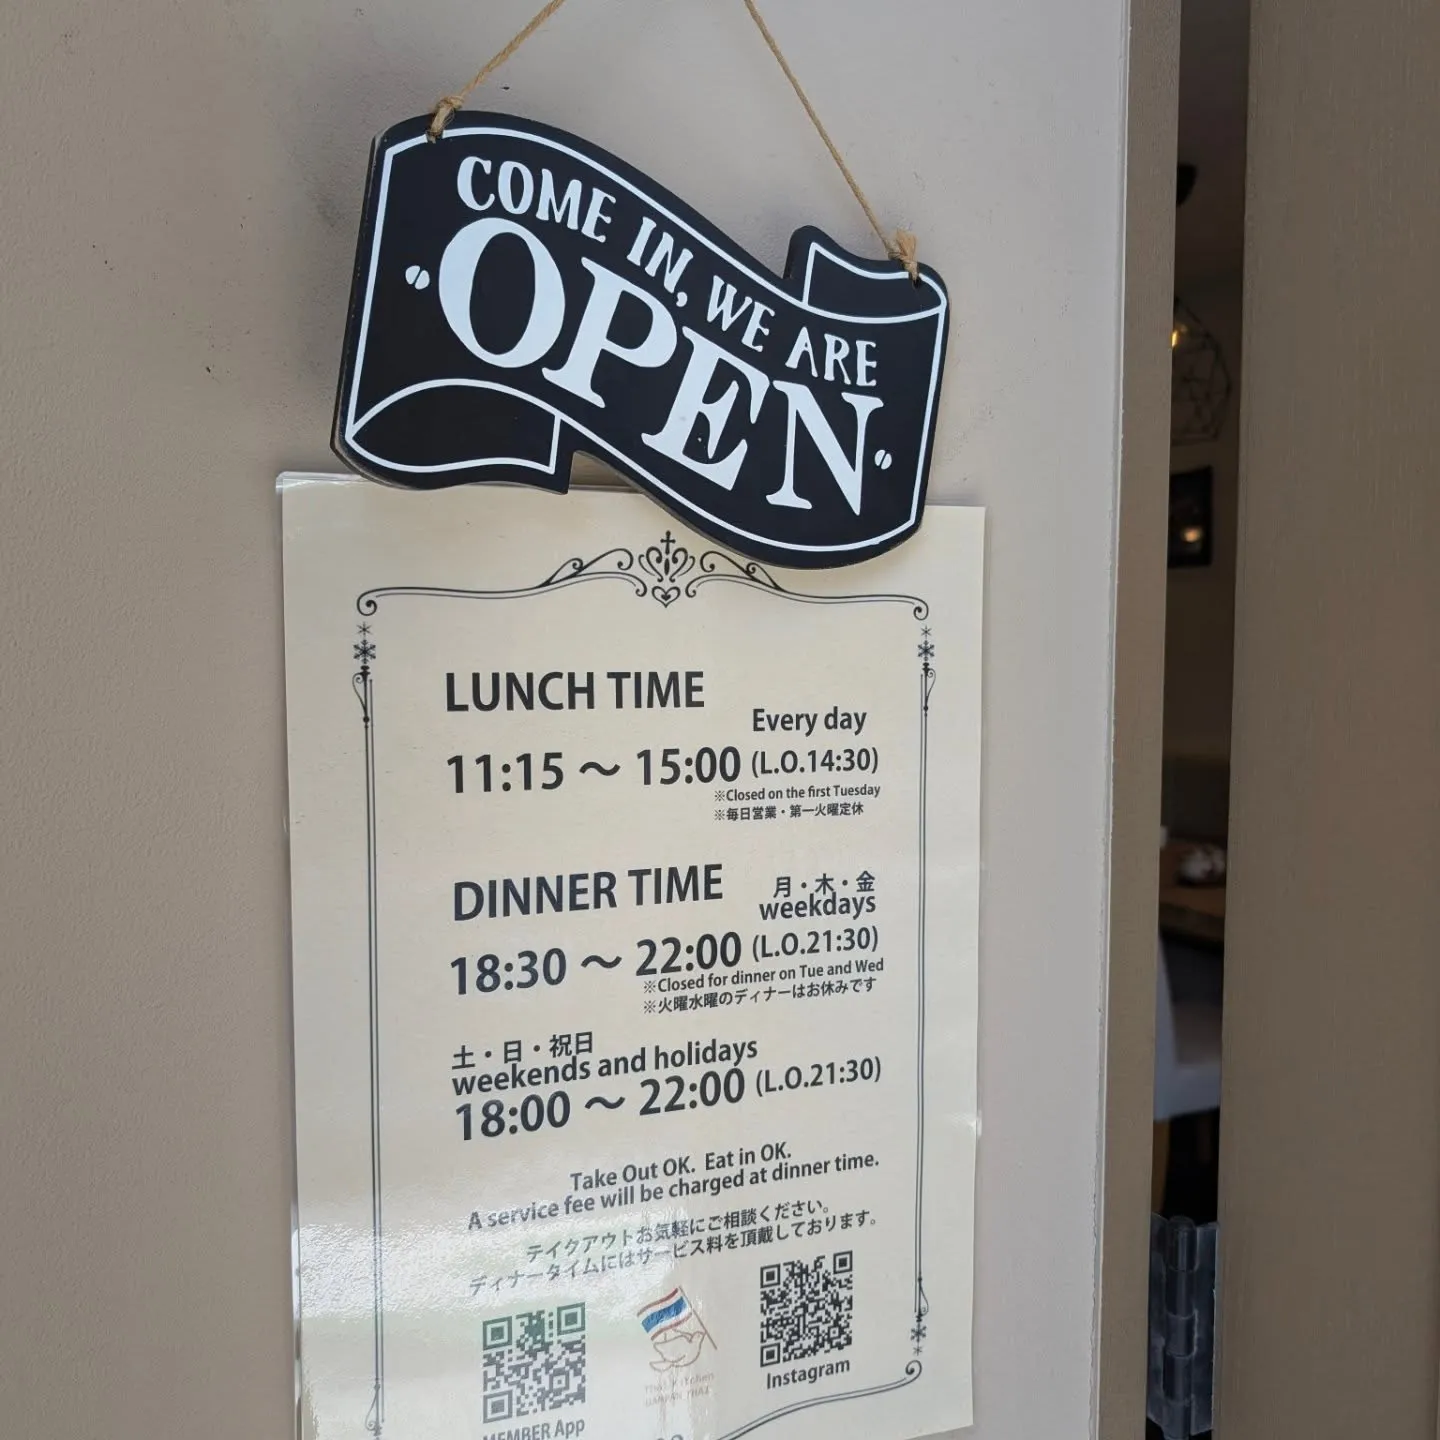 COME IN, WE ARE
OPEN
LUNCH TIME
Every day
11:15 ～ 15:00 (L.O.14:30)
※Closed on the first Tuesday
※毎日営業・第一火曜定休
DINNER TIME
月・木・金
weekdays
18:30 ～ 22:00 (L.O.21:30)
※Closed for dinner on Tue and Wed
※火曜水曜のディナーはお休みです
土・日・祝日
weekends and holidays
18:00 ～ 22:00 (L.O.21:30)
Take Out OK. Eat in OK.
A service fee will be charged at dinner time.
テイクアウトお気軽にご相談ください。
ディナータイムにはサービス料を頂戴しております。
Thai Kitchen
Instagram
MEMBER App